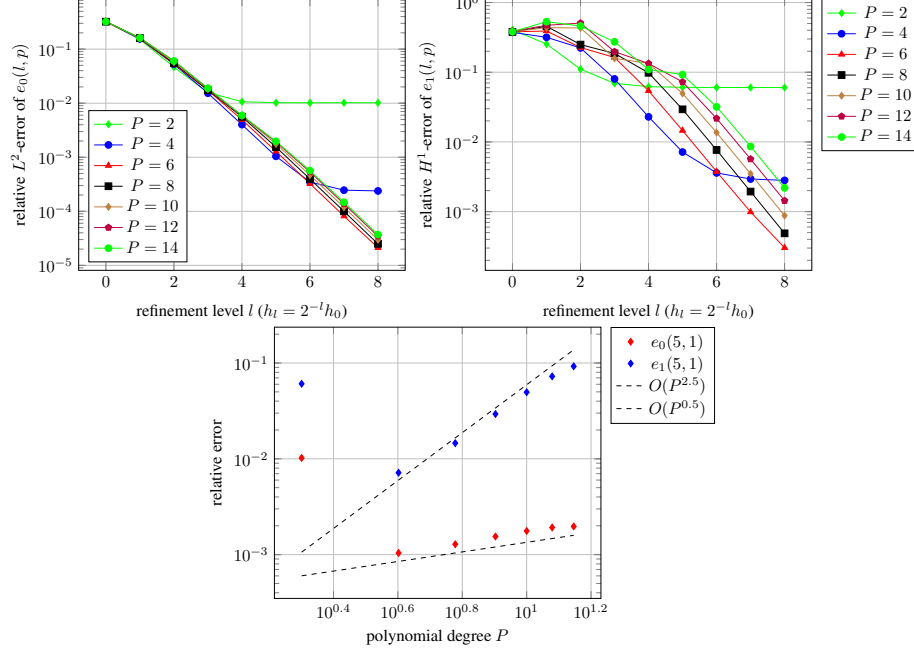 relative $L^2$-error of $e_0(l, p)$
10^{-1}
10^{-2}
10^{-3}
10^{-4}
10^{-5}
P = 2
P = 4
P = 6
P = 8
P = 10
P = 12
P = 14
0 2 4 6 8
refinement level $l$ ($h_l = 2^{-l}h_0$)
relative $H^1$-error of $e_1(l, p)$
10^0
10^{-1}
10^{-2}
10^{-3}
0 2 4 6 8
refinement level $l$ ($h_l = 2^{-l}h_0$)
P = 2
P = 4
P = 6
P = 8
P = 10
P = 12
P = 14
relative error
10^{-1}
10^{-2}
10^{-3}
10^{0.4} 10^{0.6} 10^{0.8} 10^1 10^{1.2}
polynomial degree $P$
$e_0(5, 1)$
$e_1(5, 1)$
$O(P^{2.5})$
$O(P^{0.5})$